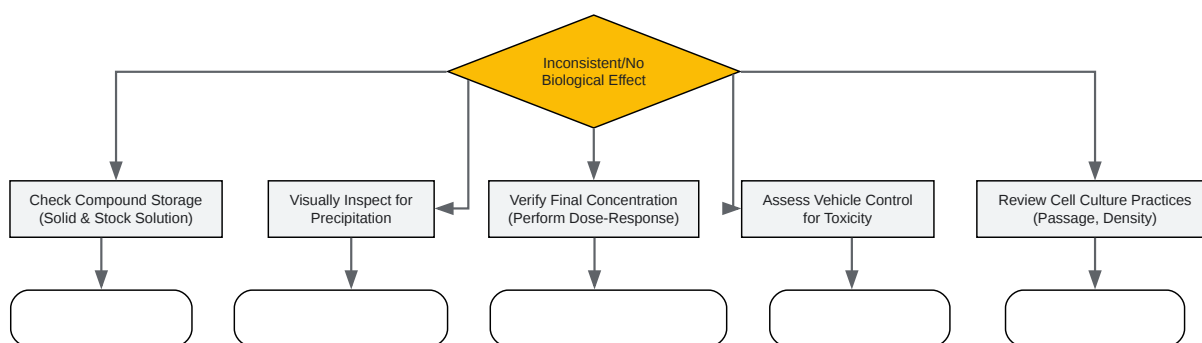 Inconsistent/No
Biological Effect
Check Compound Storage
(Solid & Stock Solution)
Visually Inspect for
Precipitation
Verify Final Concentration
(Perform Dose-Response)
Assess Vehicle Control
for Toxicity
Review Cell Culture Practices
(Passage, Density)